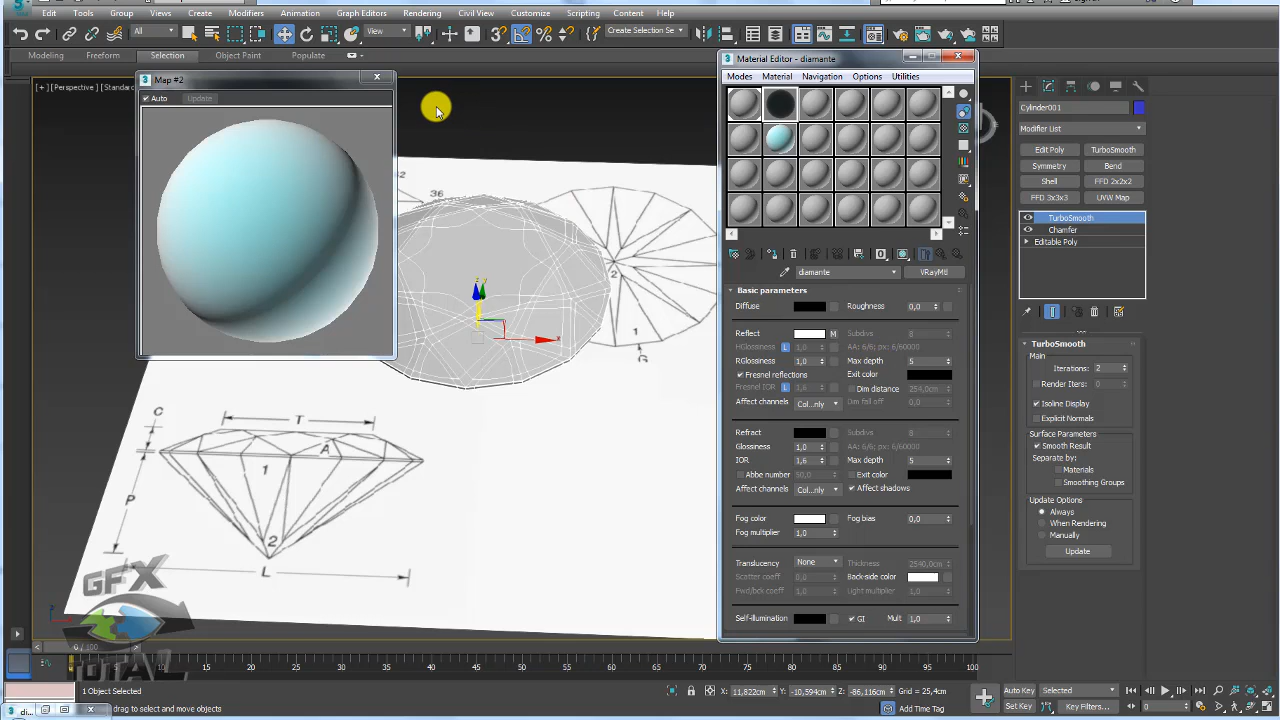 Edit Tools Group Views Create Modifiers Animation Graph Editors Rendering Civil View Customize Scripting Content Help
All View Create Selection Se
Modeling Freeform Selection Object Paint Populate
[+] [Perspective] [Standard
Map #2
Auto Update
36
2
1
G
C
T
A
1
P
2
L
GFX
TOTAL
Material Editor - diamante
Modes Material Navigation Options Utilities
diamante VRayMtl
Basic parameters
Diffuse Roughness 0,0
Reflect M Subdivs 8
HGlossiness L 1,0 AA: 6/6; px: 6/60000
RGlossiness 1,0 Max depth 5
Fresnel reflections Exit color
Fresnel IOR L 1,6 Dim distance 254,0cm
Affect channels Col...nly Dim fall off 0,0
Refract Subdivs 8
Glossiness 1,0 AA: 6/6; px: 6/60000
IOR 1,6 Max depth 5
Abbe number 50,0 Exit color
Affect channels Col...nly Affect shadows
Fog color Fog bias 0,0
Fog multiplier 1,0
Translucency None Thickness 2540,0cm
Scatter coeff 0,0 Back-side color
Fwd/bck coeff 1,0 Light multiplier 1,0
Self-illumination GI Mult 1,0
Cylinder001
Modifier List
Edit Poly TurboSmooth
Symmetry Bend
Shell FFD 2x2x2
FFD 3x3x3 UVW Map
TurboSmooth
Chamfer
Editable Poly
TurboSmooth
Main
Iterations: 2
Render Iters: 0
Isoline Display
Explicit Normals
Surface Parameters
Smooth Result
Separate by:
Materials
Smoothing Groups
Update Options
Always
When Rendering
Manually
Update
0 / 100
10 15 20 25 30 35 40 45 50 55 60 65 70 75 80 85 90 95 100
1 Object Selected X: 11,822cm Y: -10,594cm Z: -86,116cm Grid = 25,4cm Auto Key Selected
drag to select and move objects Add Time Tag Set Key Key Filters... 0
di...